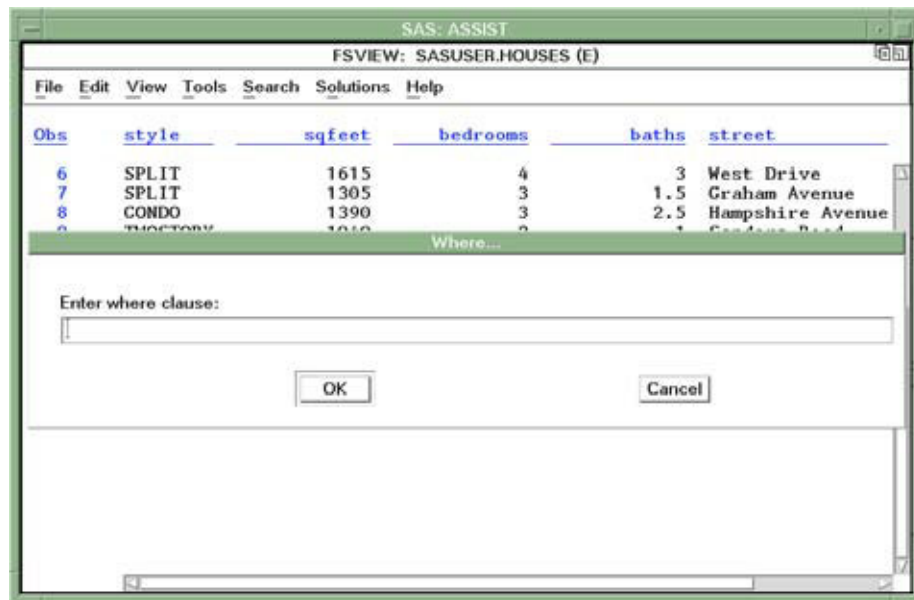 SAS: ASSIST
FSVIEW: SASUSER.HOUSES (E)
File Edit View Tools Search Solutions Help
Obs style sqfeet bedrooms baths street
6 SPLIT 1615 4 3 West Drive
7 SPLIT 1305 3 1.5 Graham Avenue
8 CONDO 1390 3 2.5 Hampshire Avenue
Where...
Enter where clause:
OK Cancel